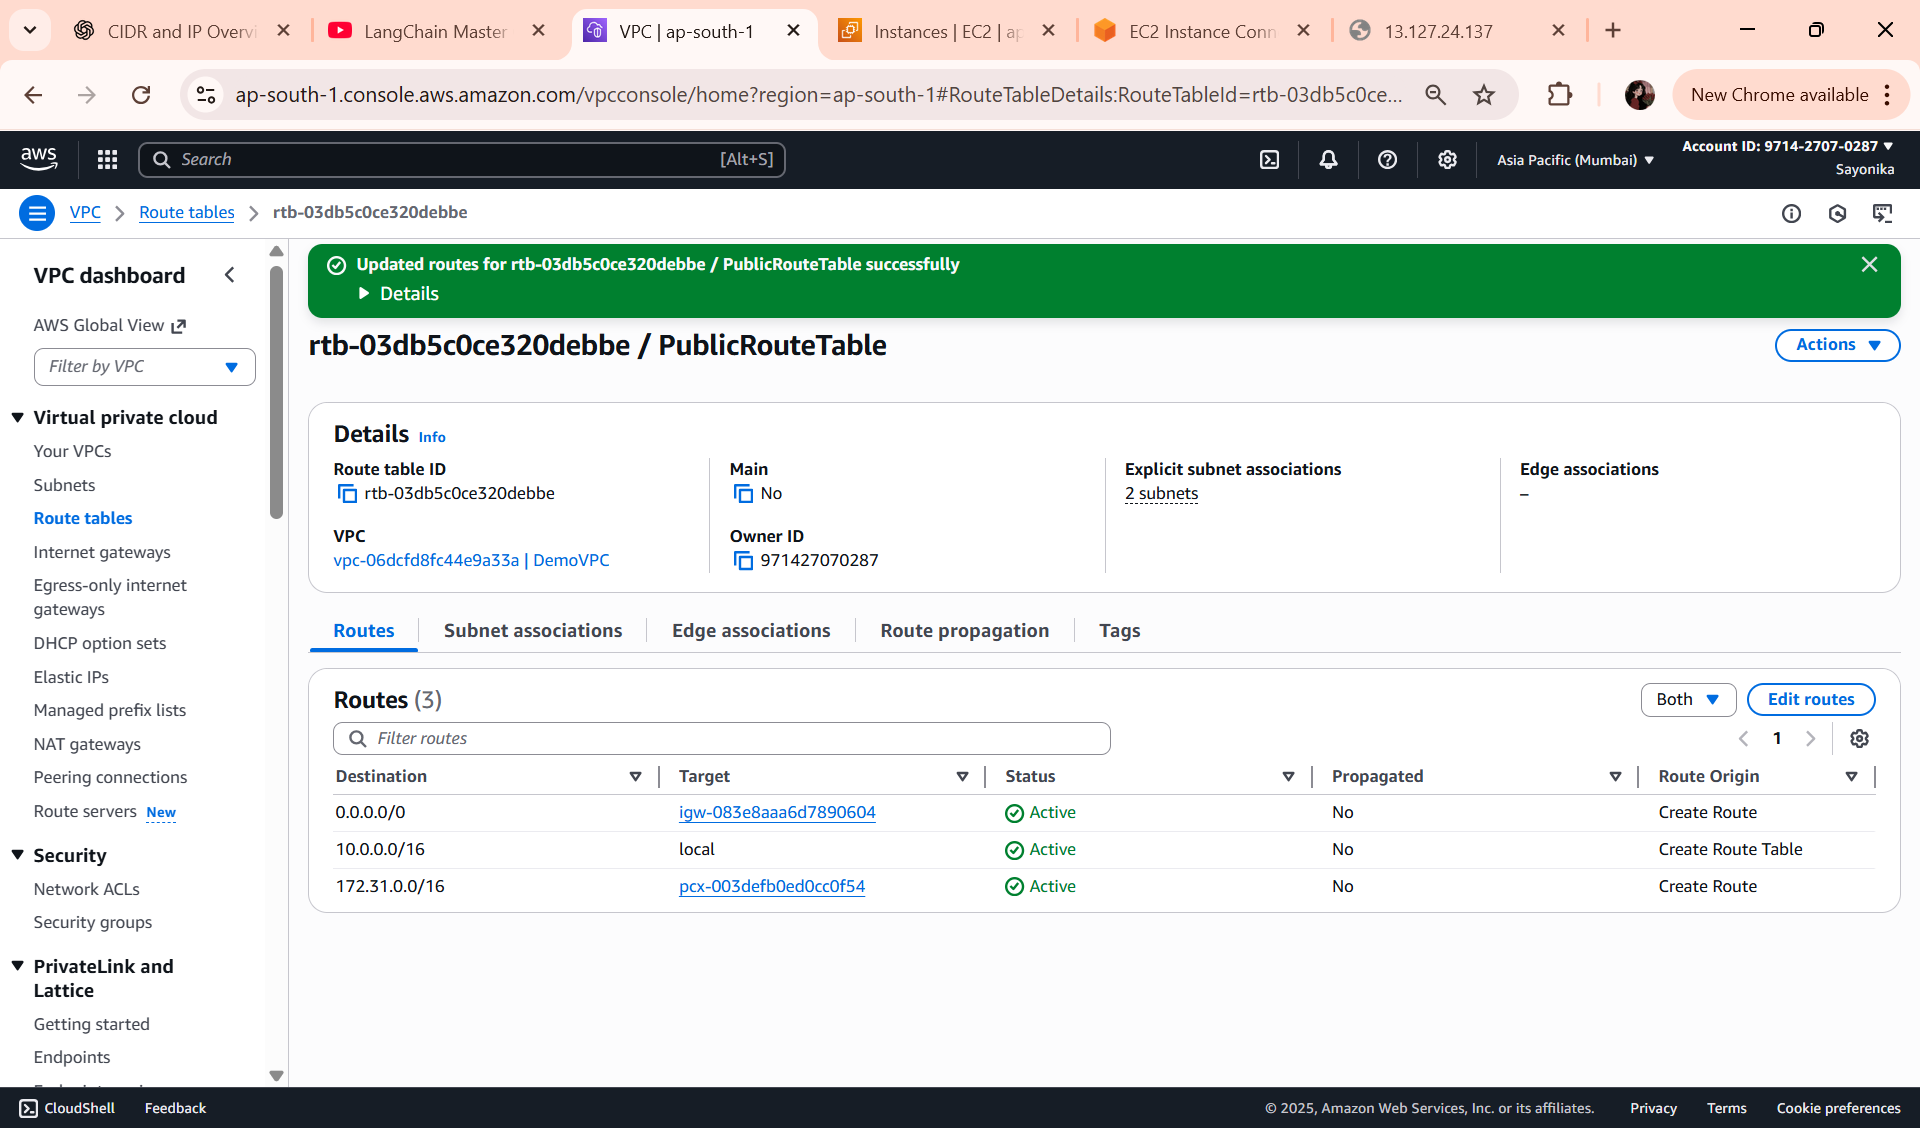 CIDR and IP Overvi
LangChain Master
VPC | ap-south-1
Instances | EC2 | ap
EC2 Instance Conn
13.127.24.137
ap-south-1.console.aws.amazon.com/vpcconsole/home?region=ap-south-1#RouteTableDetails:RouteTableId=rtb-03db5c0ce...
New Chrome available
aws
Search
[Alt+S]
Asia Pacific (Mumbai)
Account ID: 9714-2707-0287
Sayonika
VPC
Route tables
rtb-03db5c0ce320debbe
VPC dashboard
AWS Global View
Filter by VPC
Virtual private cloud
Your VPCs
Subnets
Route tables
Internet gateways
Egress-only internet
gateways
DHCP option sets
Elastic IPs
Managed prefix lists
NAT gateways
Peering connections
Route servers New
Security
Network ACLs
Security groups
PrivateLink and
Lattice
Getting started
Endpoints
Updated routes for rtb-03db5c0ce320debbe / PublicRouteTable successfully
Details
rtb-03db5c0ce320debbe / PublicRouteTable
Actions
Details Info
Route table ID
rtb-03db5c0ce320debbe
Main
No
Explicit subnet associations
2 subnets
Edge associations
–
VPC
vpc-06dcfd8fc44e9a33a | DemoVPC
Owner ID
971427070287
Routes
Subnet associations
Edge associations
Route propagation
Tags
Routes (3)
Both
Edit routes
Filter routes
1
Destination Target Status Propagated Route Origin
0.0.0.0/0 igw-083e8aaa6d7890604 Active No Create Route
10.0.0.0/16 local Active No Create Route Table
172.31.0.0/16 pcx-003defb0ed0cc0f54 Active No Create Route
CloudShell
Feedback
© 2025, Amazon Web Services, Inc. or its affiliates.
Privacy
Terms
Cookie preferences